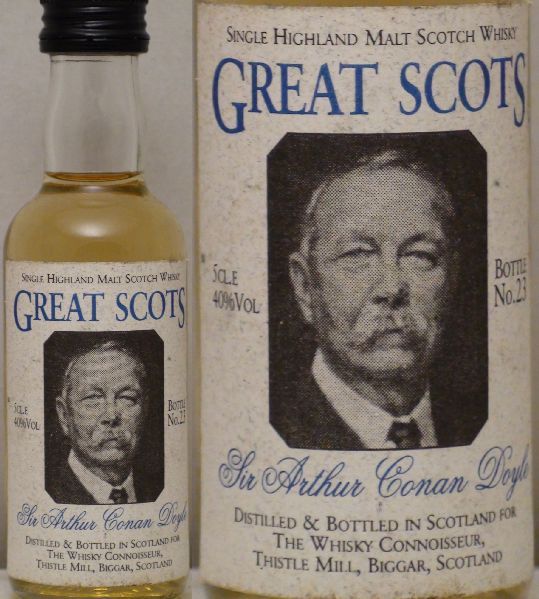 Single Highland Malt Scotch Whisky
GREAT SCOTS
5cl.e
40%Vol
Bottle
No.23
Sir Arthur Conan Doyle
Distilled & Bottled in Scotland for
The Whisky Connoisseur,
Thistle Mill, Biggar, Scotland
Single Highland Malt Scotch Whisky
GREAT SCOTS
5cl.e
40%Vol
Bottle
No.23
Sir Arthur Conan Doyle
Distilled & Bottled in Scotland for
The Whisky Connoisseur,
Thistle Mill, Biggar, Scotland